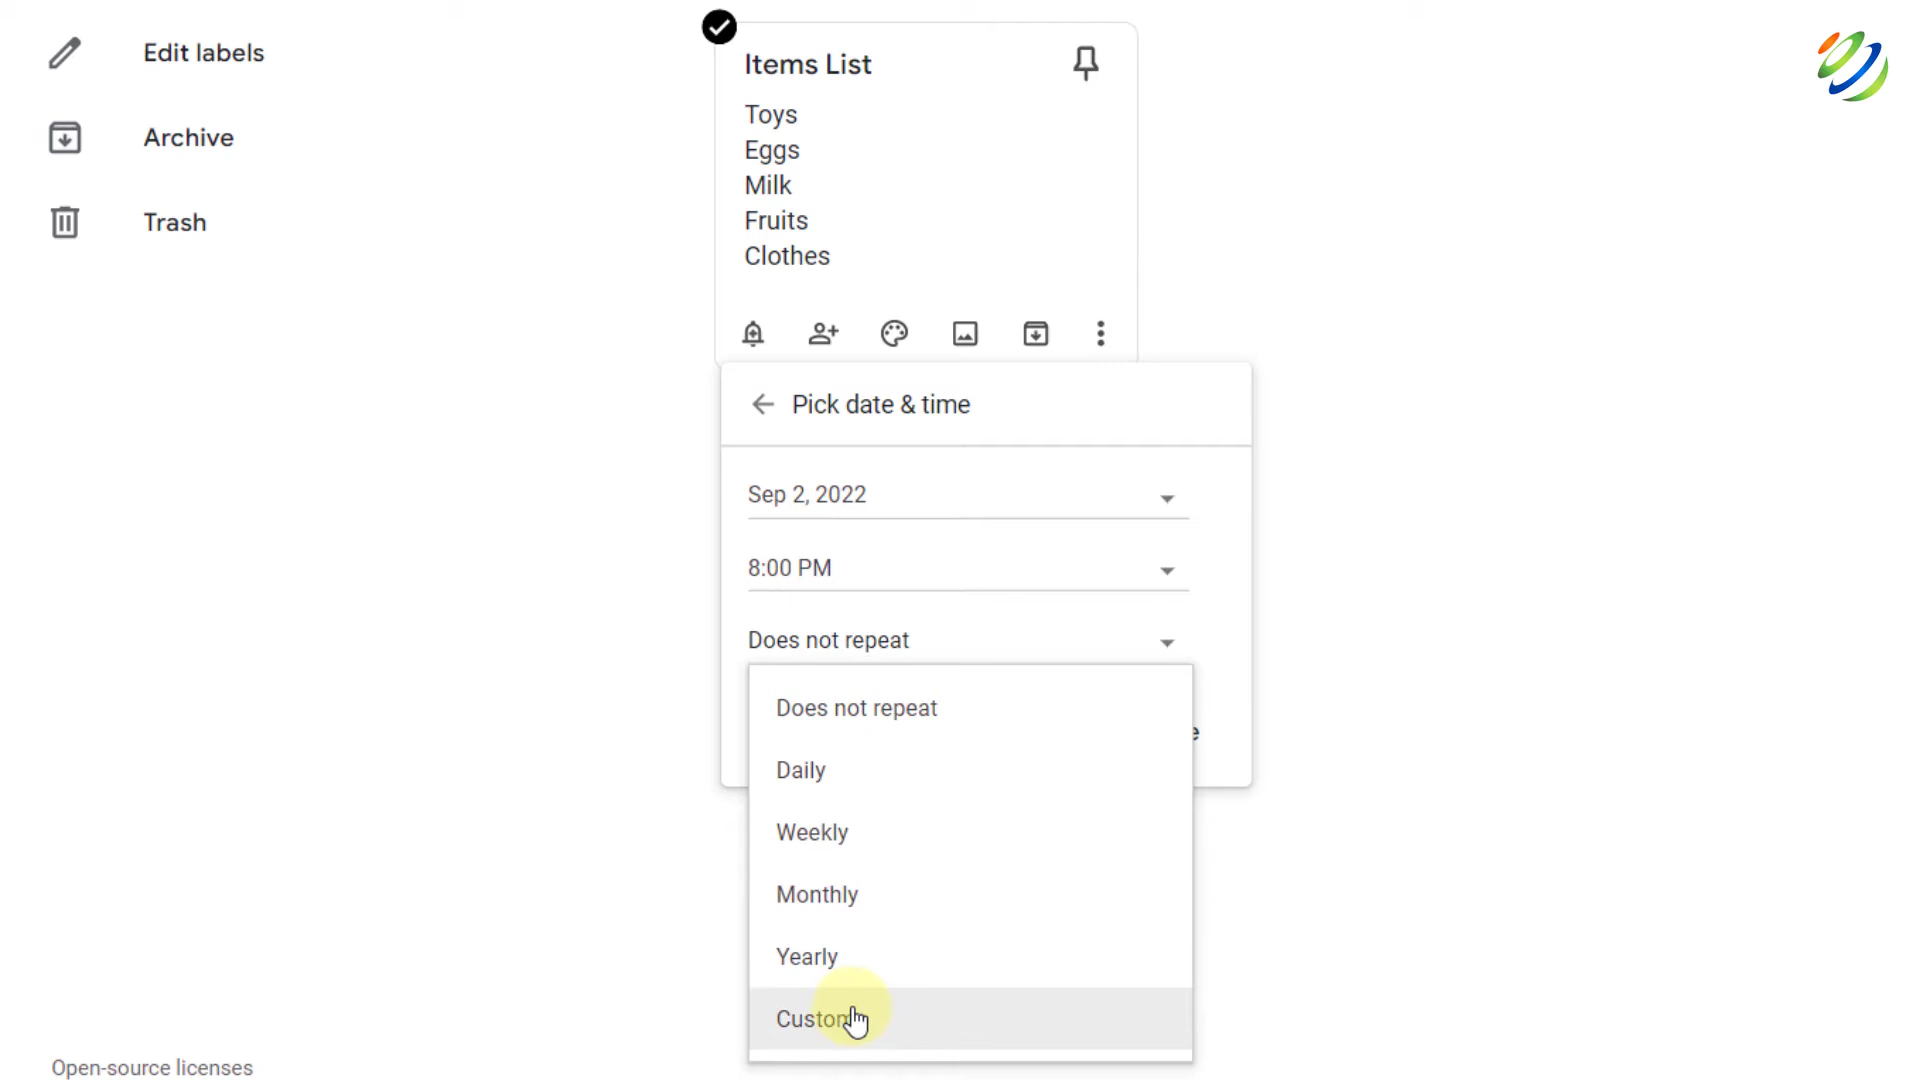 Edit labels
Archive
Trash
Items List
Toys
Eggs
Milk
Fruits
Clothes
Pick date & time
Sep 2, 2022
8:00 PM
Does not repeat
Does not repeat
Daily
Weekly
Monthly
Yearly
Custom
Open-source licenses